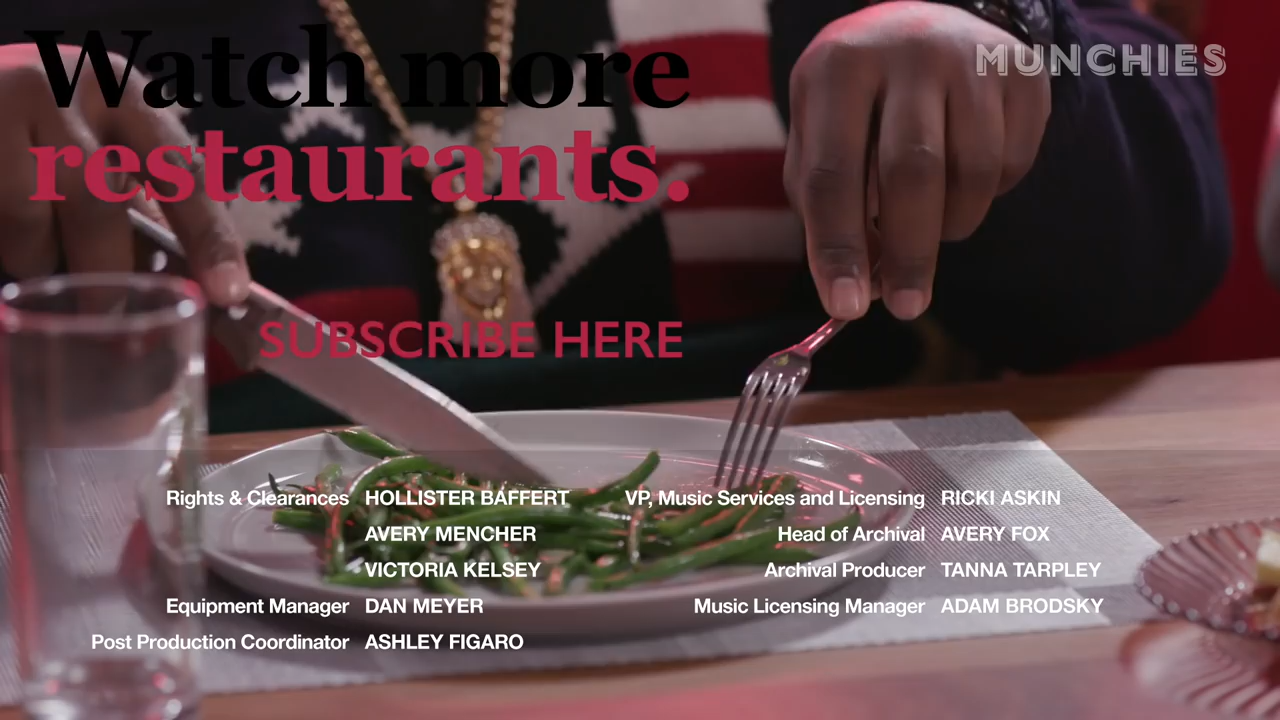 Watch more
restaurants.
MUNCHIES
SUBSCRIBE HERE
Rights & Clearances HOLLISTER BAFFERT
AVERY MENCHER
VICTORIA KELSEY
Equipment Manager DAN MEYER
Post Production Coordinator ASHLEY FIGARO
VP, Music Services and Licensing RICKI ASKIN
Head of Archival AVERY FOX
Archival Producer TANNA TARPLEY
Music Licensing Manager ADAM BRODSKY